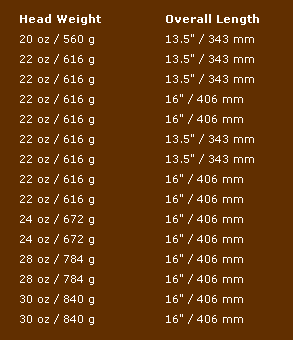 Head Weight Overall Length
20 oz / 560 g 13.5" / 343 mm
22 oz / 616 g 13.5" / 343 mm
22 oz / 616 g 13.5" / 343 mm
22 oz / 616 g 16" / 406 mm
22 oz / 616 g 16" / 406 mm
22 oz / 616 g 13.5" / 343 mm
22 oz / 616 g 13.5" / 343 mm
22 oz / 616 g 16" / 406 mm
22 oz / 616 g 16" / 406 mm
24 oz / 672 g 16" / 406 mm
24 oz / 672 g 16" / 406 mm
28 oz / 784 g 16" / 406 mm
28 oz / 784 g 16" / 406 mm
30 oz / 840 g 16" / 406 mm
30 oz / 840 g 16" / 406 mm